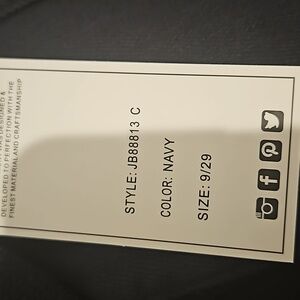 DEVELOPED TO PERFECTION WITH THE
FINEST MATERIAL AND CRAFTSMANSHIP
STYLE: JB88813 C
COLOR: NAVY
SIZE: 9/29